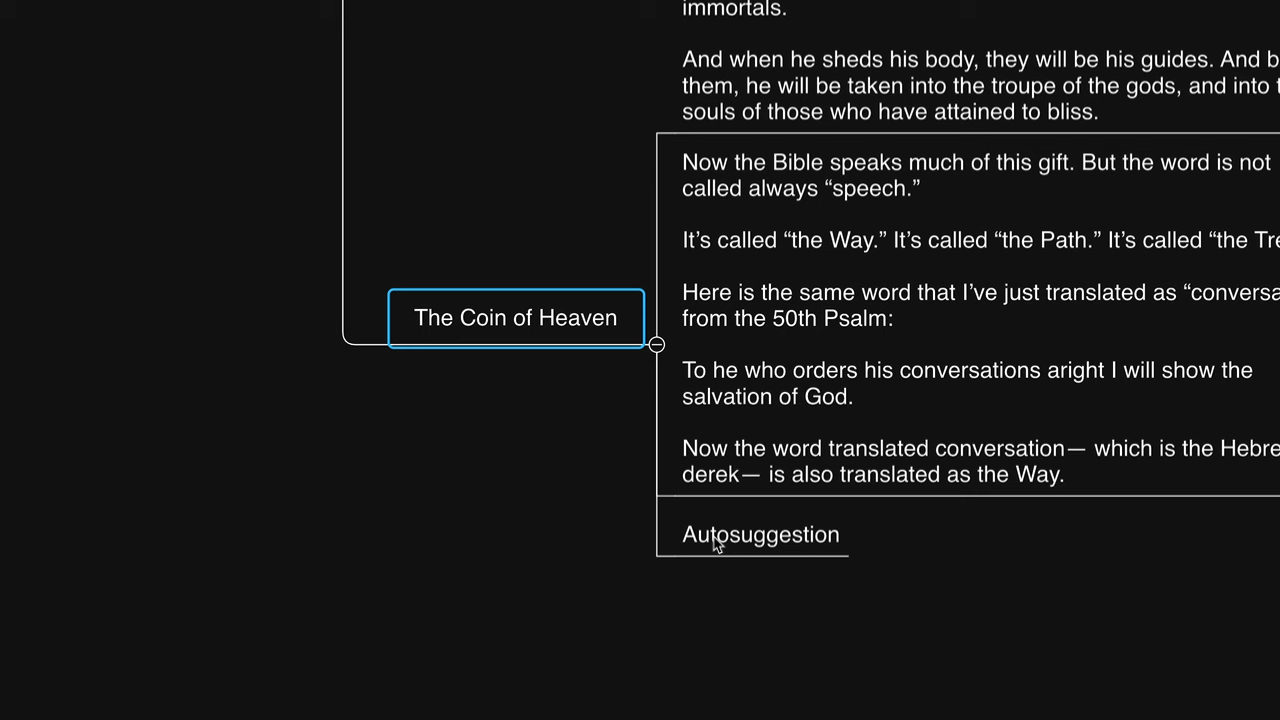 immortals.
And when he sheds his body, they will be his guides. And
them, he will be taken into the troupe of the gods, and into
souls of those who have attained to bliss.
Now the Bible speaks much of this gift. But the word is not
called always “speech.”
It’s called “the Way.” It’s called “the Path.” It’s called “the
Here is the same word that I’ve just translated as
from the 50th Psalm:
The Coin of Heaven
To he who orders his conversations aright I will show the
salvation of God.
Now the word translated conversation— which is the
derek— is also translated as the Way.
Autosuggestion